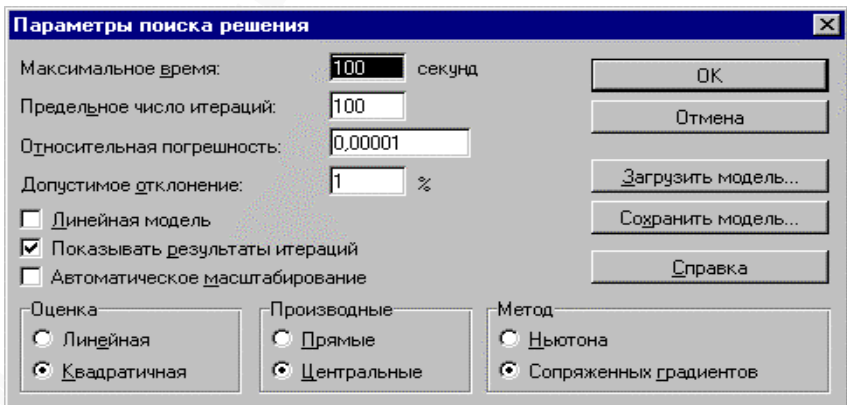 Параметры поиска решения
Максимальное время: 100 секунд
Предельное число итераций: 100
Относительная погрешность: 0,00001
Допустимое отклонение: 1 %
Линейная модель
Показывать результаты итераций
Автоматическое масштабирование
OK
Отмена
Загрузить модель...
Сохранить модель...
Справка
Оценка
Линейная
Квадратичная
Производные
Прямые
Центральные
Метод
Ньютона
Сопряженных градиентов